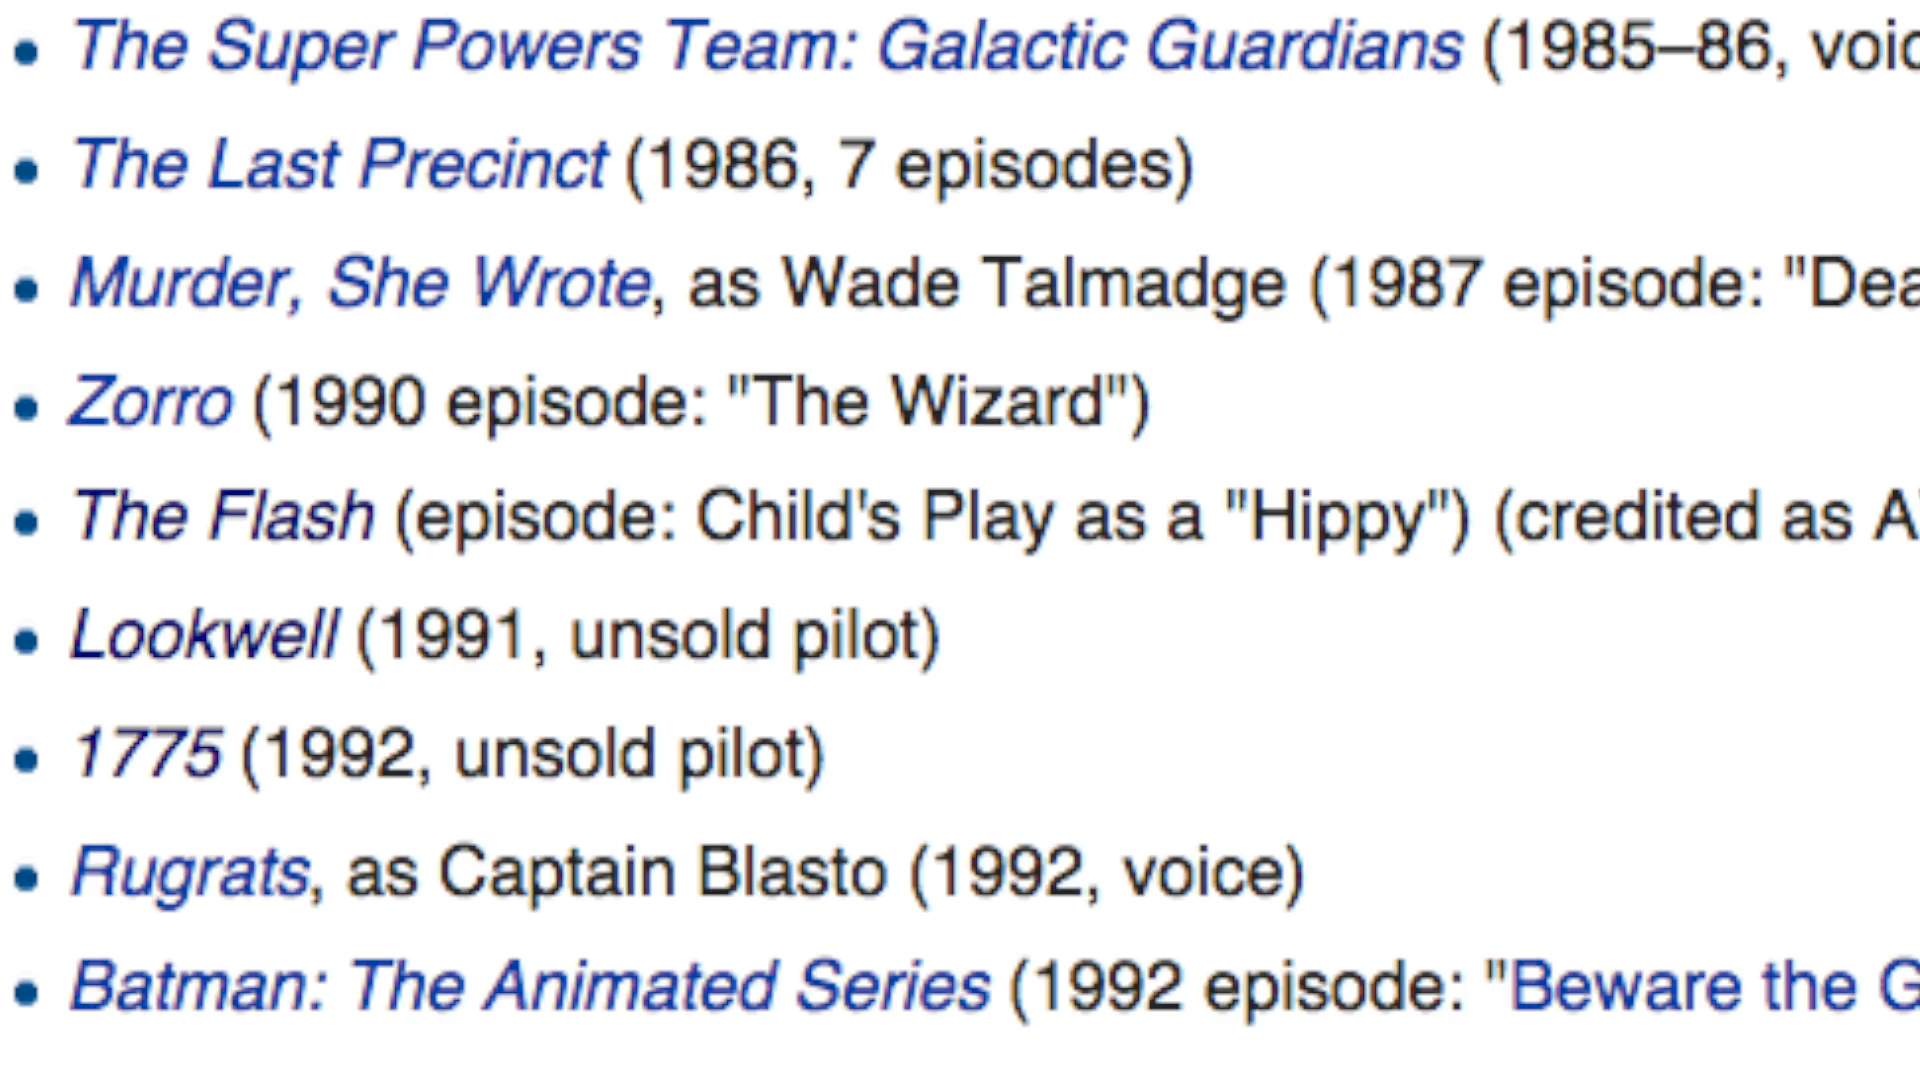 The Super Powers Team: Galactic Guardians (1985–86,
The Last Precinct (1986, 7 episodes)
Murder, She Wrote, as Wade Talmadge (1987 episode:
Zorro (1990 episode: "The Wizard")
The Flash (episode: Child's Play as a "Hippy") (credited as
Lookwell (1991, unsold pilot)
1775 (1992, unsold pilot)
Rugrats, as Captain Blasto (1992, voice)
Batman: The Animated Series (1992 episode: "Beware the